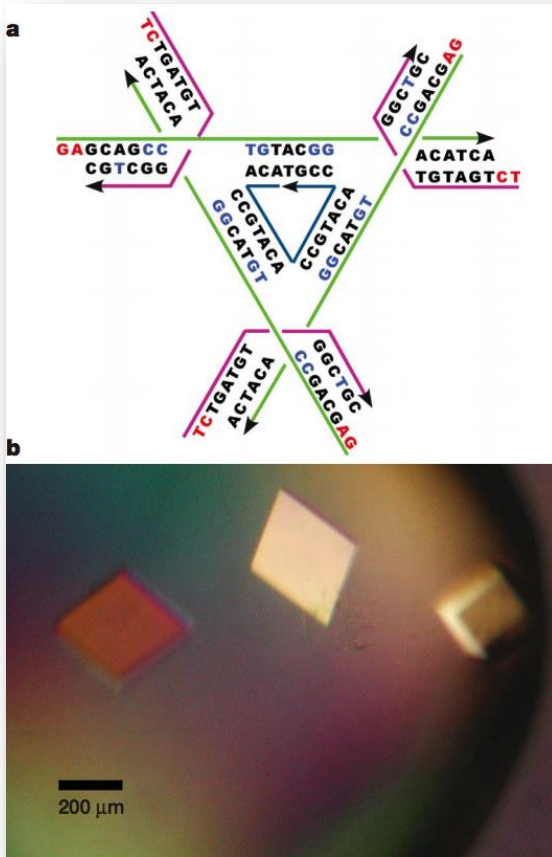 a
TCTGATGT
ACTACA
GGCTGC
CCGACGAG
GAGCAGCC
TGTACGG
CGTCGG
ACATGCC
ACATCA
TGTAGTCT
CCGTACA
GGCATGT
CCGTACA
GGCATGT
TCTGATGT
ACTACA
GGCTGC
CCGACGAG
b
200 μm